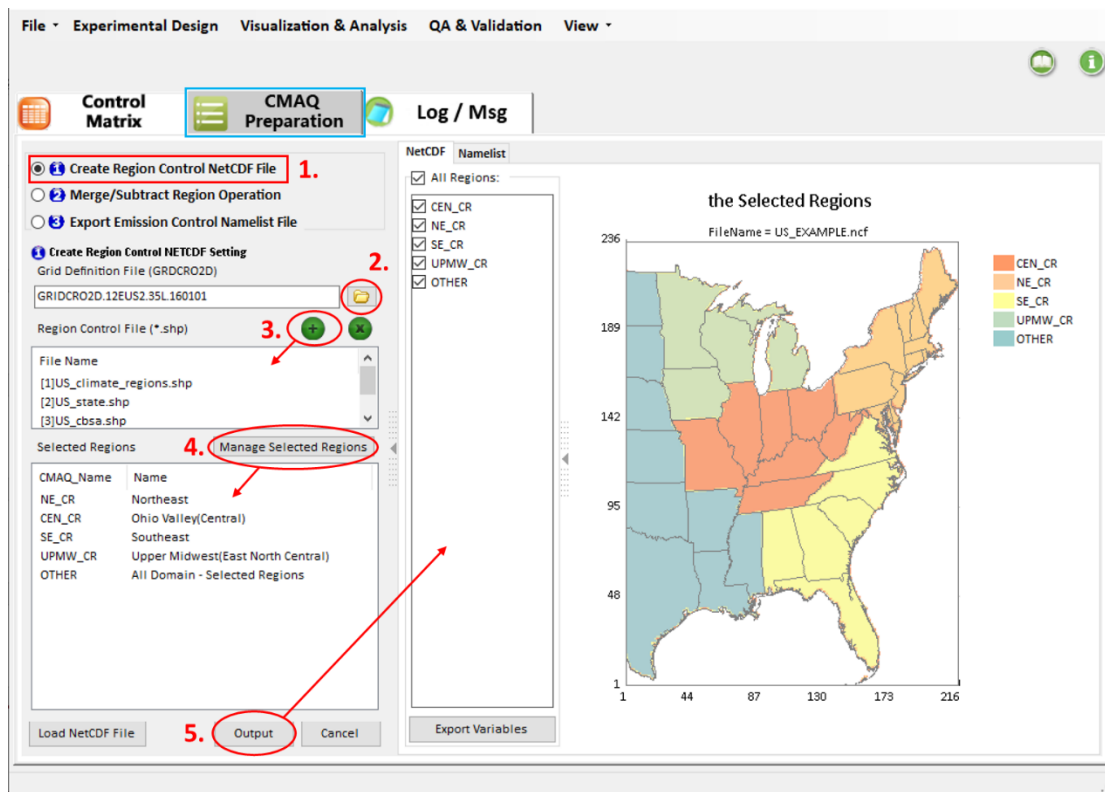 File Experimental Design Visualization & Analysis QA & Validation View
Control Matrix
CMAQ Preparation
Log / Msg
1 Create Region Control NetCDF File 1.
2 Merge/Subtract Region Operation
3 Export Emission Control Namelist File
1 Create Region Control NETCDF Setting
Grid Definition File (GRDCRO2D) 2.
GRIDCRO2D.12EUS2.35L.160101
Region Control File (*.shp) 3.
File Name
[1]US_climate_regions.shp
[2]US_state.shp
[3]US_cbsa.shp
Selected Regions 4. Manage Selected Regions
CMAQ_Name Name
NE_CR Northeast
CEN_CR Ohio Valley(Central)
SE_CR Southeast
UPMW_CR Upper Midwest(East North Central)
OTHER All Domain - Selected Regions
Load NetCDF File 5. Output Cancel
NetCDF Namelist
All Regions:
CEN_CR
NE_CR
SE_CR
UPMW_CR
OTHER
Export Variables
the Selected Regions
FileName = US_EXAMPLE.ncf
236
189
142
95
48
1
1 44 87 130 173 216
CEN_CR
NE_CR
SE_CR
UPMW_CR
OTHER